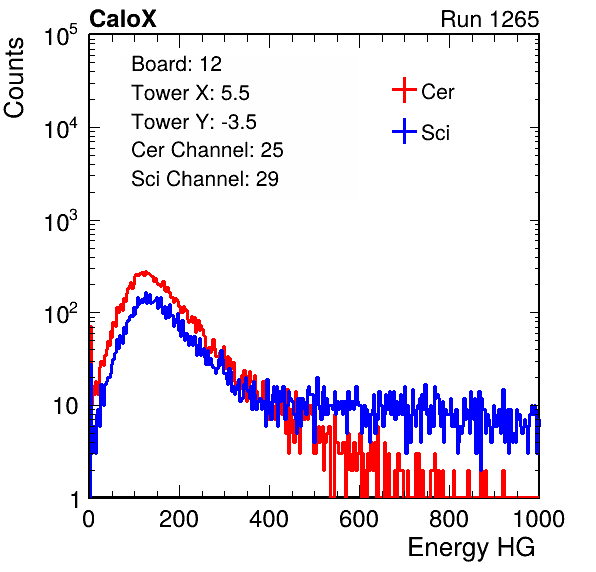 CaloX Run 1265
Counts
10^5
10^4
10^3
10^2
10
1
Board: 12
Tower X: 5.5
Tower Y: -3.5
Cer Channel: 25
Sci Channel: 29
Cer
Sci
0 200 400 600 800 1000
Energy HG